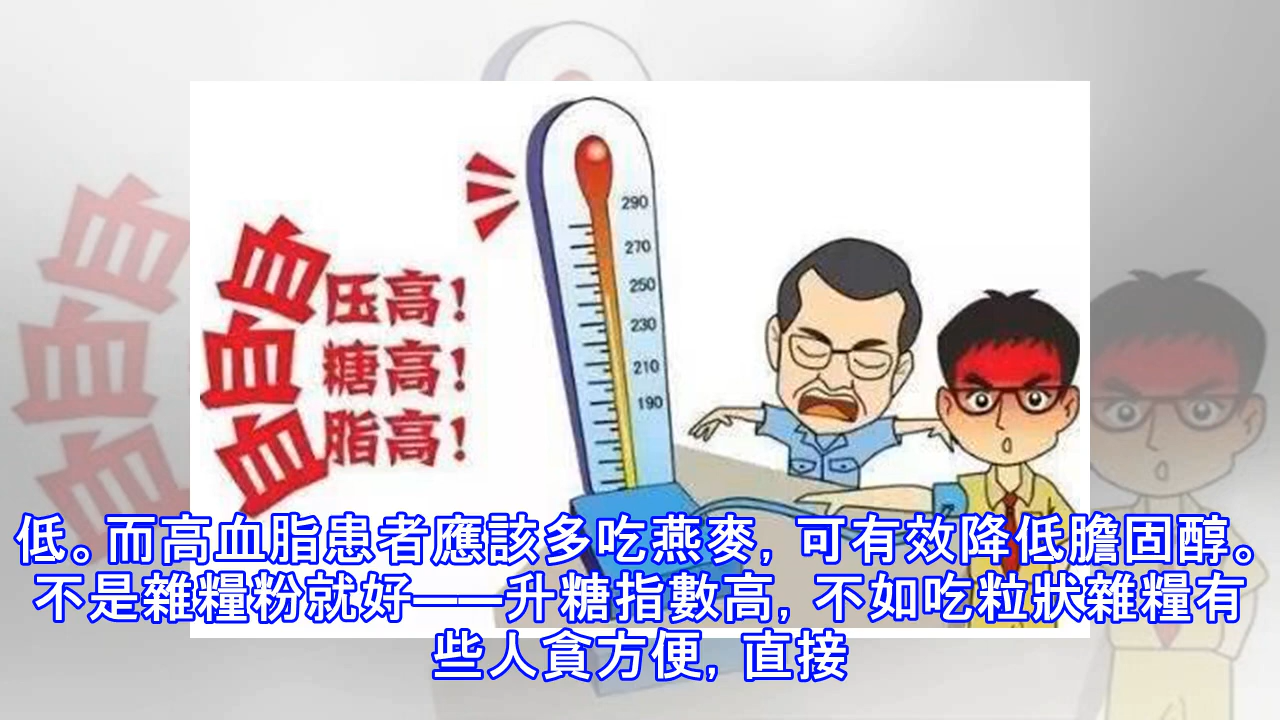 血压高！
血糖高！
血脂高！
290
270
250
230
210
190
低。而高血脂患者應該多吃燕麥，可有效降低膽固醇。
不是雜糧粉就好——升糖指數高，不如吃粒狀雜糧有
些人貪方便，直接